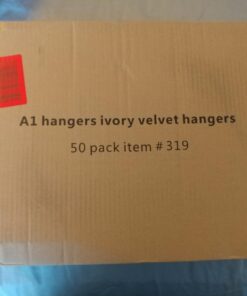 A1 hangers ivory velvet hangers
50 pack item # 319